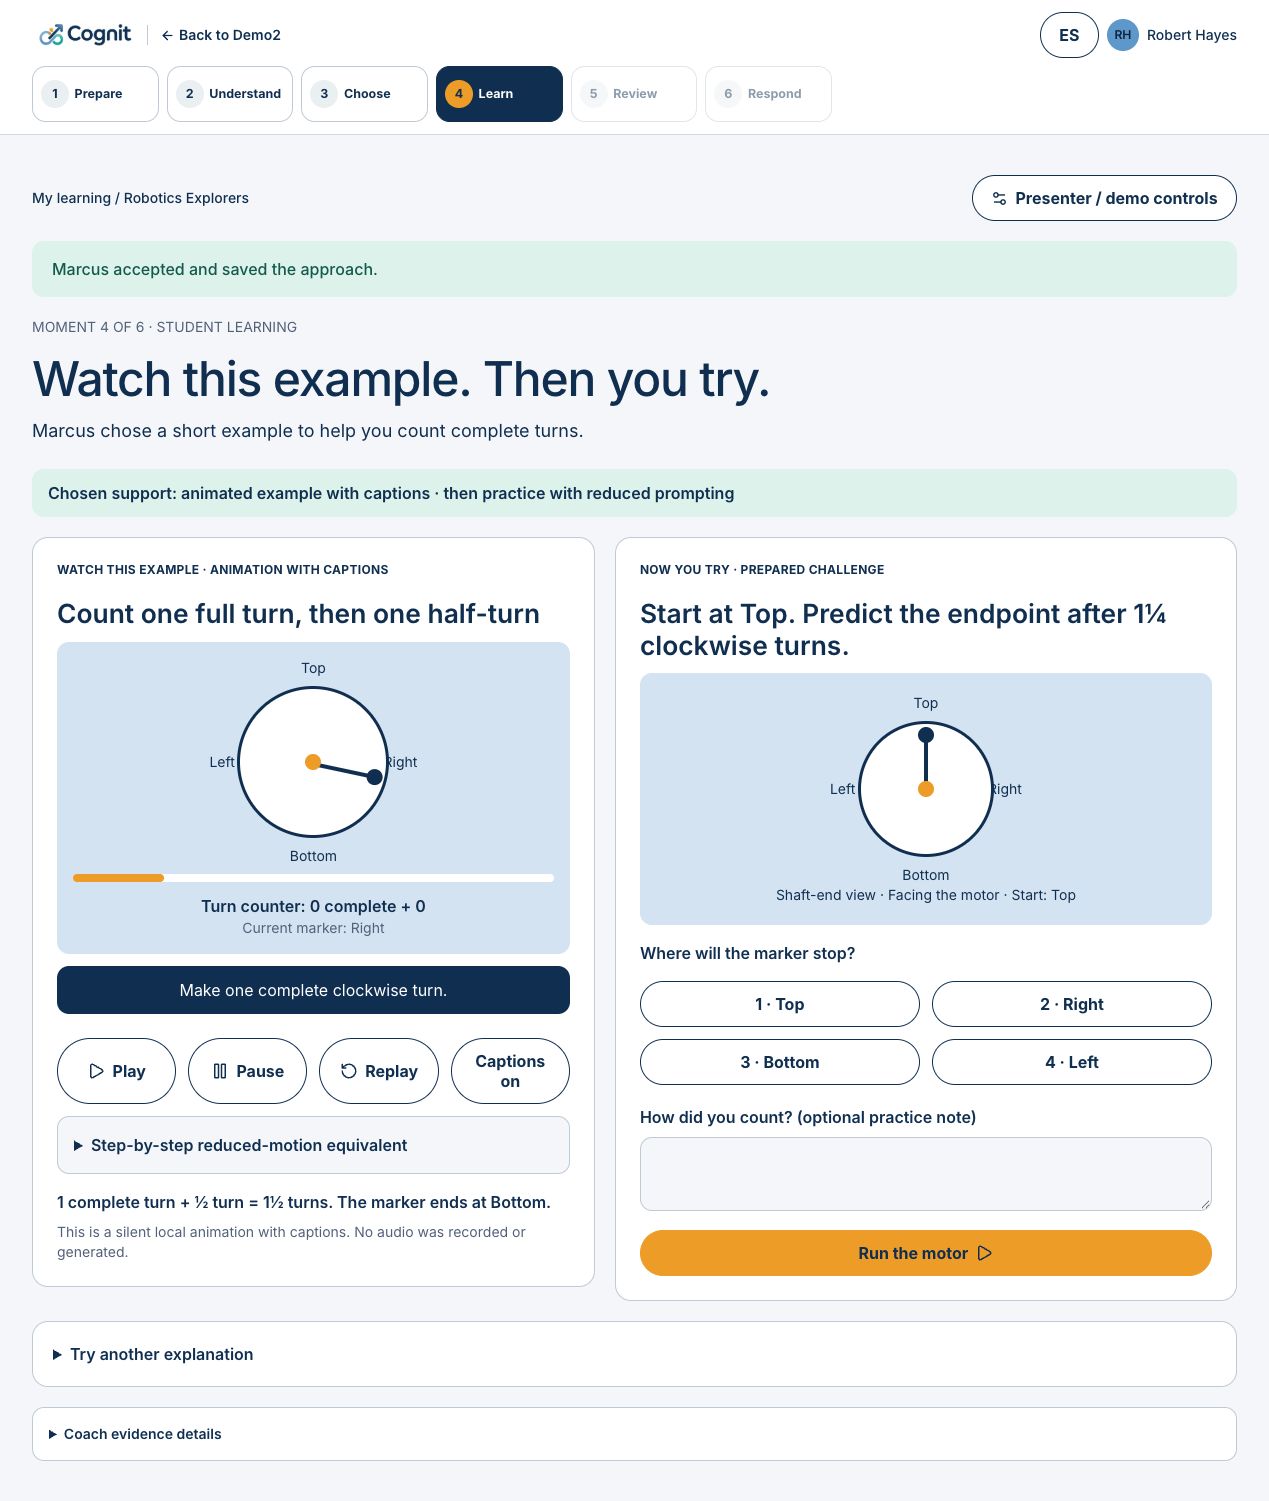 Cognit
← Back to Demo2
ES
RH
Robert Hayes
1 Prepare
2 Understand
3 Choose
4 Learn
5 Review
6 Respond
My learning / Robotics Explorers
Presenter / demo controls
Marcus accepted and saved the approach.
MOMENT 4 OF 6 · STUDENT LEARNING
Watch this example. Then you try.
Marcus chose a short example to help you count complete turns.
Chosen support: animated example with captions · then practice with reduced prompting
WATCH THIS EXAMPLE · ANIMATION WITH CAPTIONS
Count one full turn, then one half-turn
Top
Left
Right
Bottom
Turn counter: 0 complete + 0
Current marker: Right
Make one complete clockwise turn.
Play
Pause
Replay
Captions
on
Step-by-step reduced-motion equivalent
1 complete turn + ½ turn = 1½ turns. The marker ends at Bottom.
This is a silent local animation with captions. No audio was recorded or
generated.
NOW YOU TRY · PREPARED CHALLENGE
Start at Top. Predict the endpoint after 1¼
clockwise turns.
Top
Left
Right
Bottom
Shaft-end view · Facing the motor · Start: Top
Where will the marker stop?
1 · Top
2 · Right
3 · Bottom
4 · Left
How did you count? (optional practice note)
Run the motor
Try another explanation
Coach evidence details